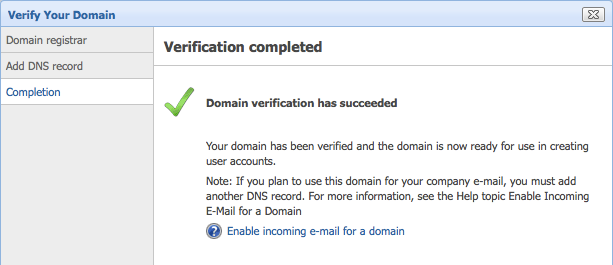 Verify Your Domain
Domain registrar
Add DNS record
Completion
Verification completed
Domain verification has succeeded
Your domain has been verified and the domain is now ready for use in creating
user accounts.
Note: If you plan to use this domain for your company e-mail, you must add
another DNS record. For more information, see the Help topic Enable Incoming
E-Mail for a Domain
Enable incoming e-mail for a domain